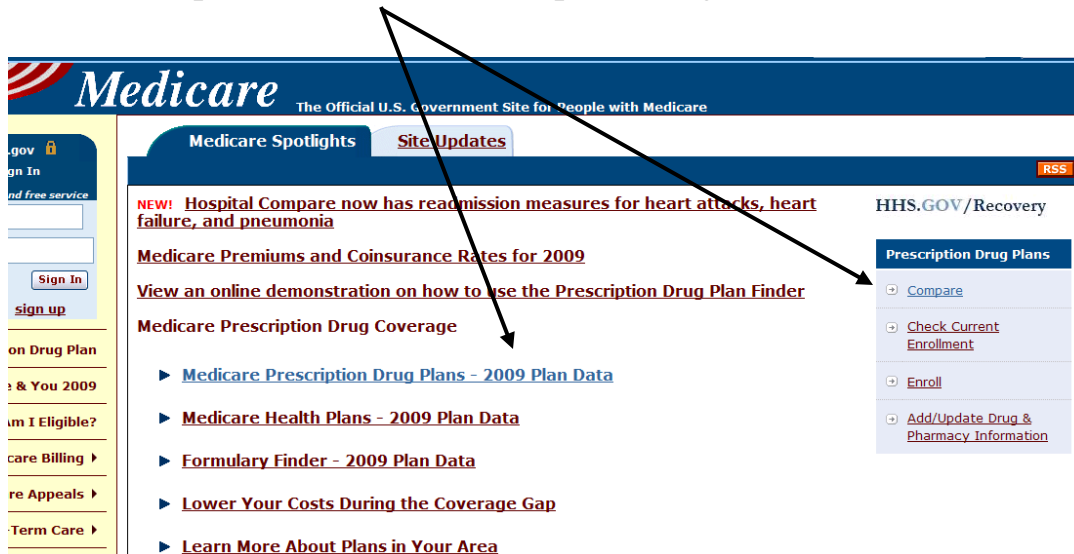 Medicare The Official U.S. Government Site for People with Medicare
.gov
gn In
nd free service
Sign In
sign up
on Drug Plan
e & You 2009
Am I Eligible?
care Billing
re Appeals
-Term Care
Medicare Spotlights Site Updates
RSS
NEW! Hospital Compare now has readmission measures for heart attacks, heart
failure, and pneumonia
Medicare Premiums and Coinsurance Rates for 2009
View an online demonstration on how to use the Prescription Drug Plan Finder
Medicare Prescription Drug Coverage
Medicare Prescription Drug Plans - 2009 Plan Data
Medicare Health Plans - 2009 Plan Data
Formulary Finder - 2009 Plan Data
Lower Your Costs During the Coverage Gap
Learn More About Plans in Your Area
HHS.GOV/Recovery
Prescription Drug Plans
Compare
Check Current
Enrollment
Enroll
Add/Update Drug &
Pharmacy Information